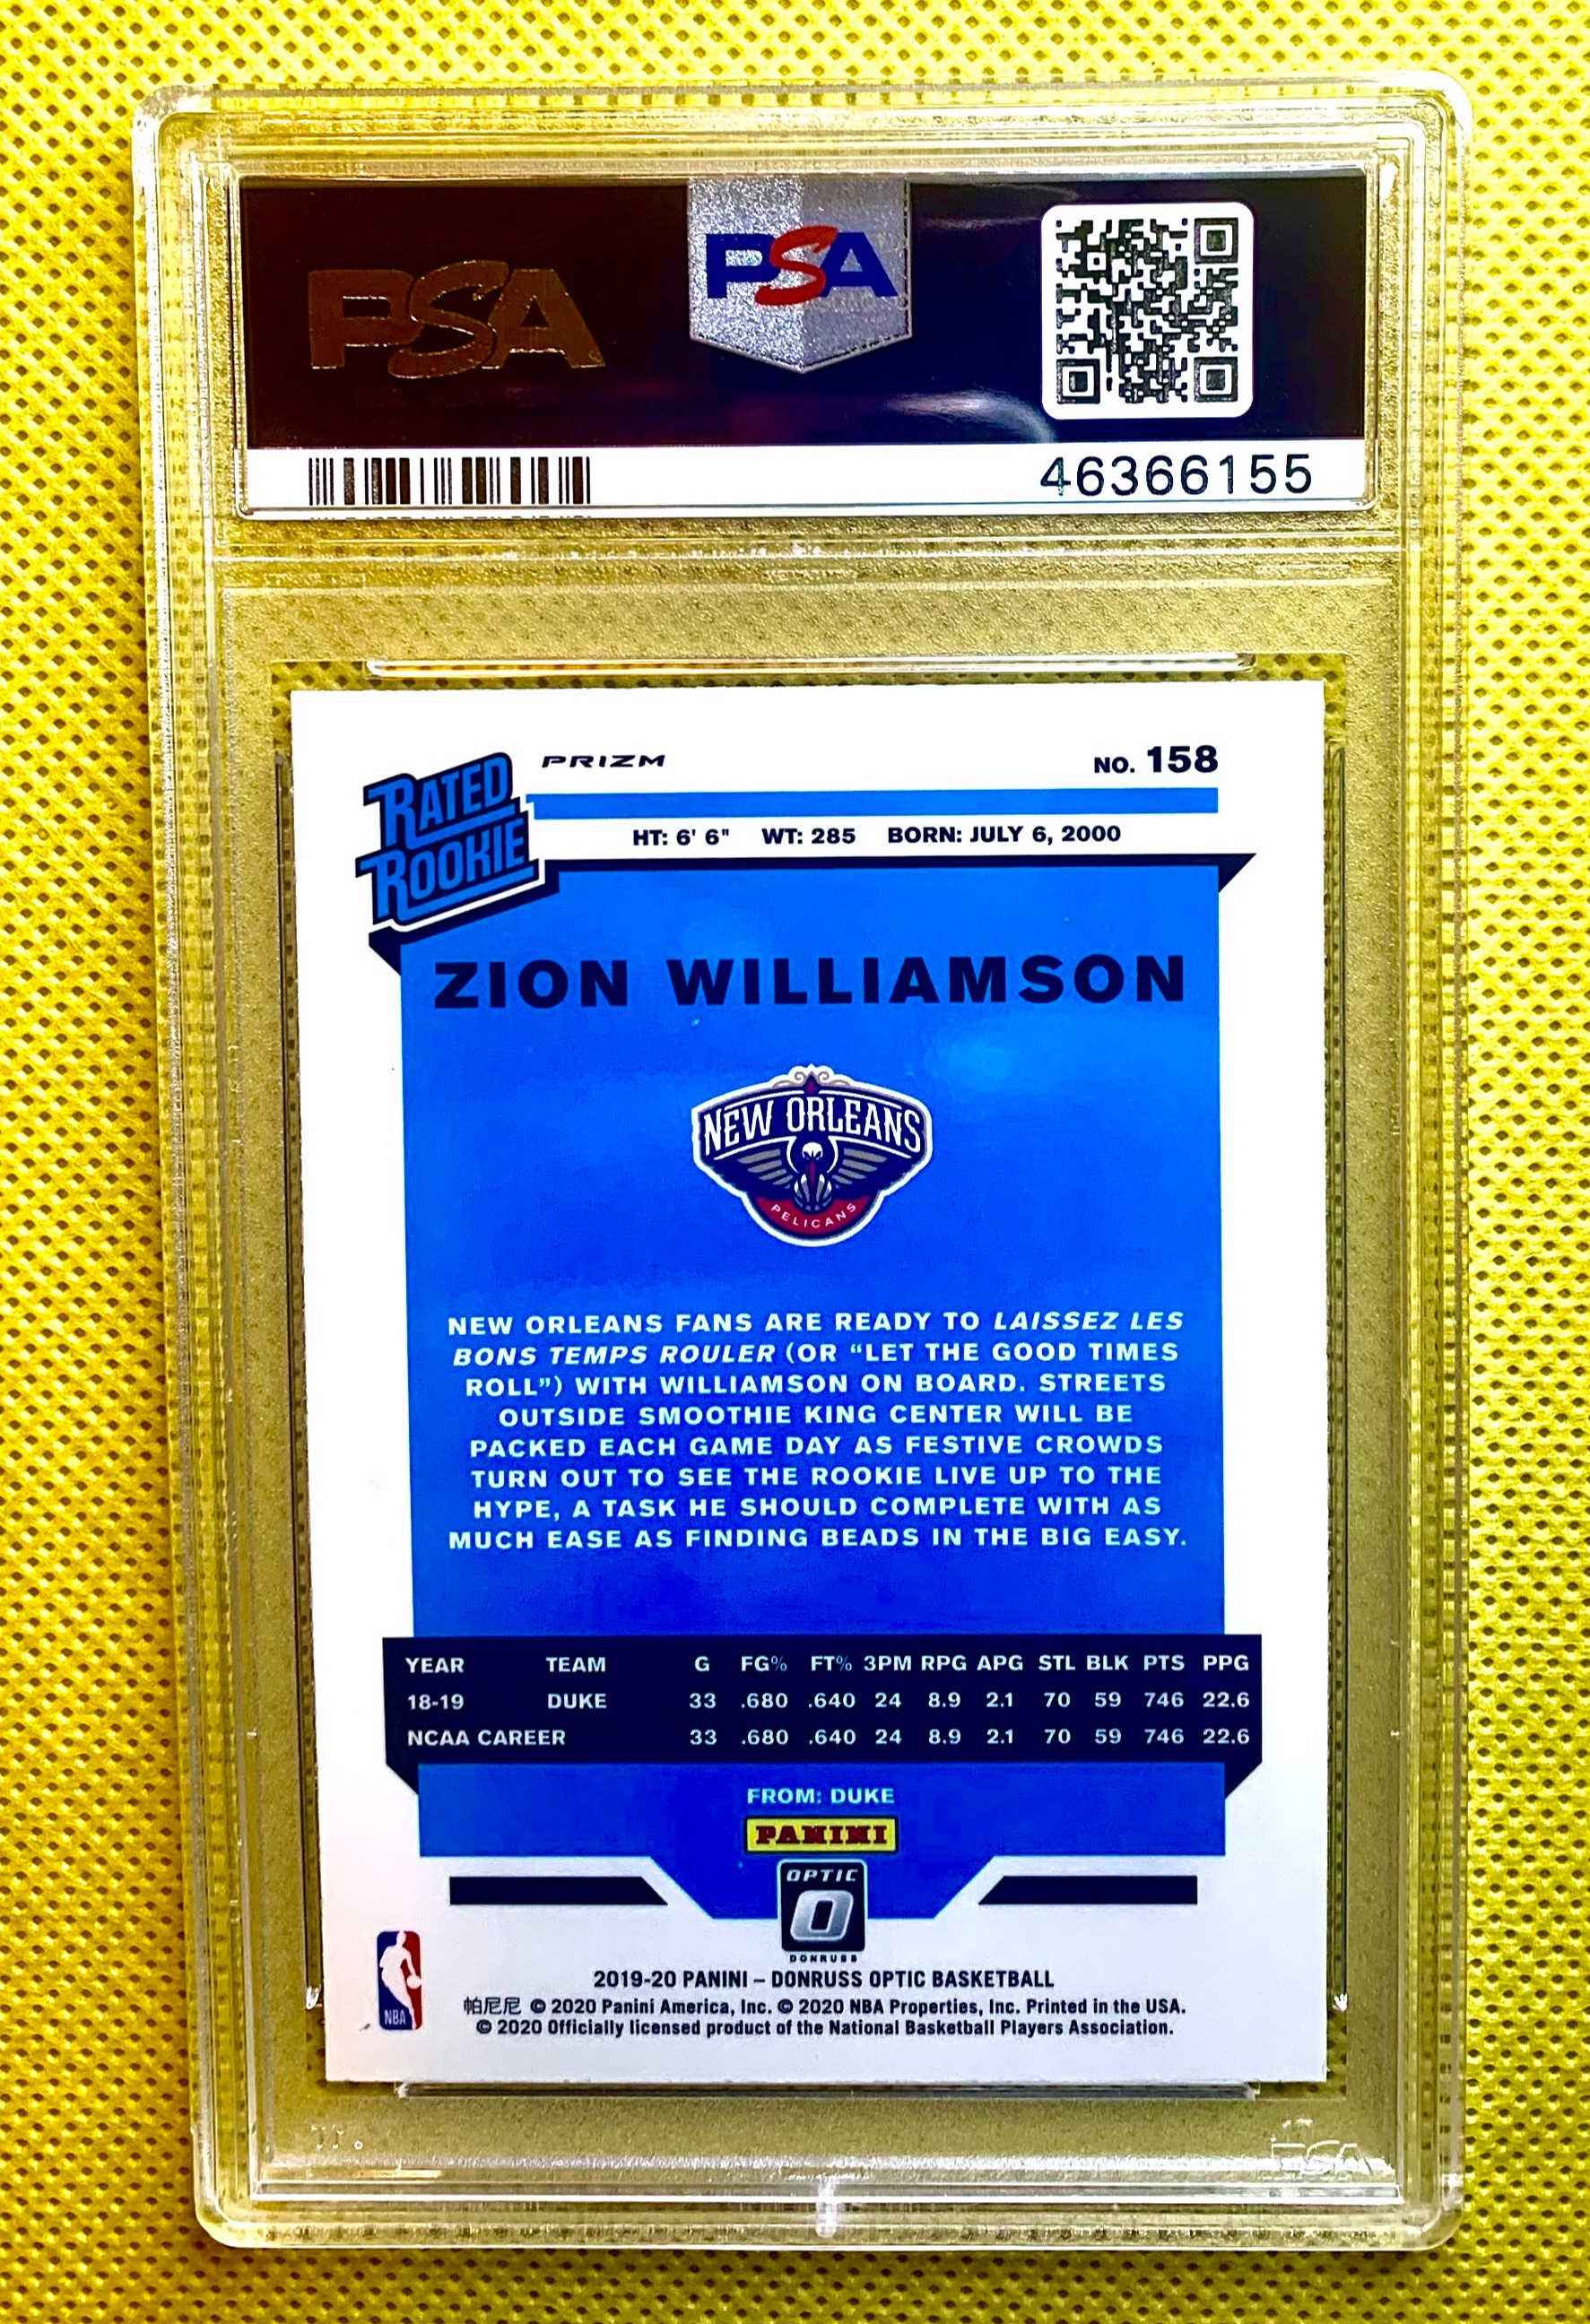 PSA
PSA
46366155
RATED ROOKIE
PRIZM
NO. 158
HT: 6' 6" WT: 285 BORN: JULY 6, 2000
ZION WILLIAMSON
NEW ORLEANS
PELICANS
NEW ORLEANS FANS ARE READY TO LAISSEZ LES
BONS TEMPS ROULER (OR “LET THE GOOD TIMES
ROLL”) WITH WILLIAMSON ON BOARD. STREETS
OUTSIDE SMOOTHIE KING CENTER WILL BE
PACKED EACH GAME DAY AS FESTIVE CROWDS
TURN OUT TO SEE THE ROOKIE LIVE UP TO THE
HYPE, A TASK HE SHOULD COMPLETE WITH AS
MUCH EASE AS FINDING BEADS IN THE BIG EASY.
YEAR TEAM G FG% FT% 3PM RPG APG STL BLK PTS PPG
18-19 DUKE 33 .680 .640 24 8.9 2.1 70 59 746 22.6
NCAA CAREER 33 .680 .640 24 8.9 2.1 70 59 746 22.6
FROM: DUKE
PANINI
OPTIC
O
DONRUSS
NBA
2019-20 PANINI – DONRUSS OPTIC BASKETBALL
帕尼尼 © 2020 Panini America, Inc. © 2020 NBA Properties, Inc. Printed in the USA.
© 2020 Officially licensed product of the National Basketball Players Association.
PSA